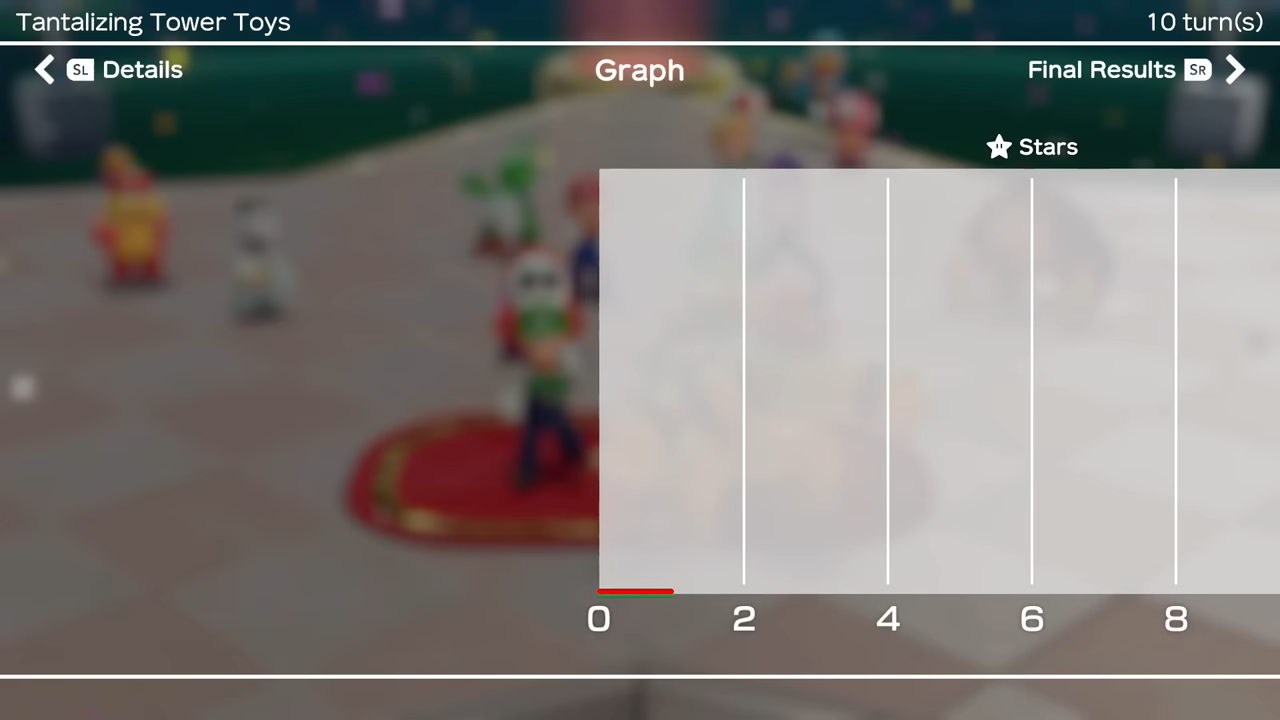 Tantalizing Tower Toys
10 turn(s)
SL Details
Graph
Final Results SR
Stars
0 2 4 6 8